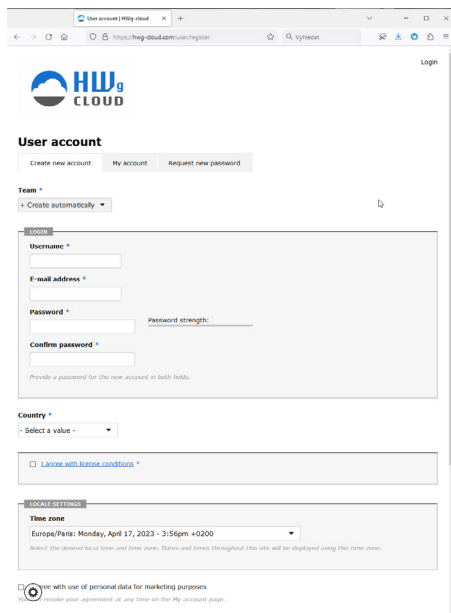 User account | HWg-cloud
https://hwg-cloud.com/user/register
Vyhledat
Login
HWg
CLOUD
User account
Create new account
My account
Request new password
Team *
+ Create automatically
LOGIN
Username *
E-mail address *
Password *
Password strength:
Confirm password *
Provide a password for the new account in both fields.
Country *
- Select a value -
I agree with license conditions *
LOCALE SETTINGS
Time zone
Europe/Paris: Monday, April 17, 2023 - 3:56pm +0200
Select the desired local time and time zone. Dates and times throughout this site will be displayed using this time zone.
gree with use of personal data for marketing purposes
revoke your agreement at any time on the My account page.